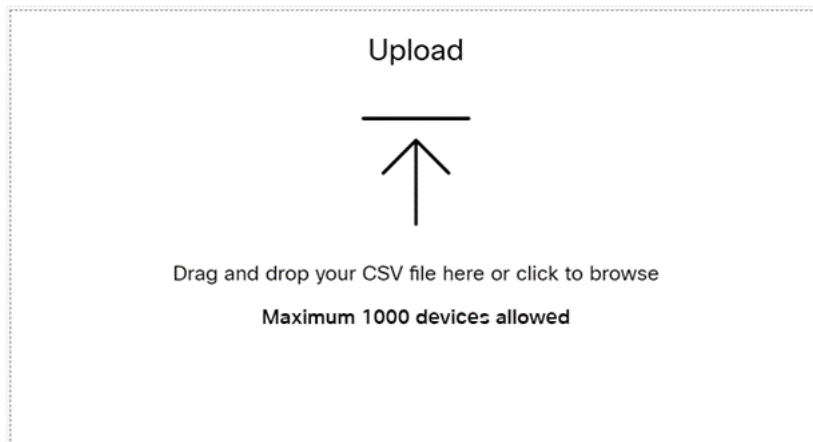 Upload
Drag and drop your CSV file here or click to browse
Maximum 1000 devices allowed